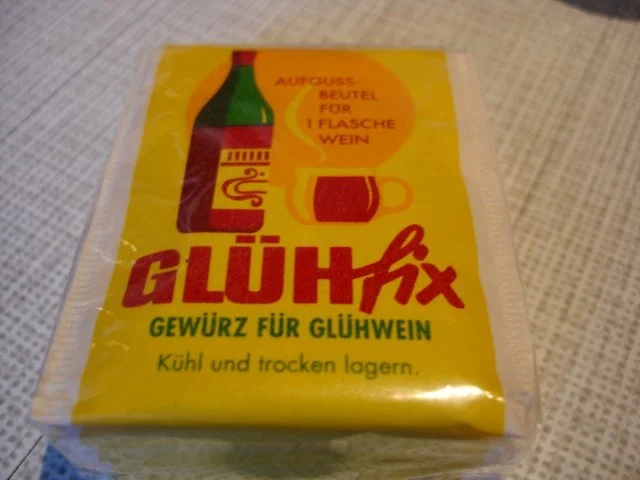 AUFGUSS-
BEUTEL
FÜR
1 FLASCHE
WEIN
GLÜHfix
GEWÜRZ FÜR GLÜHWEIN
Kühl und trocken lagern.